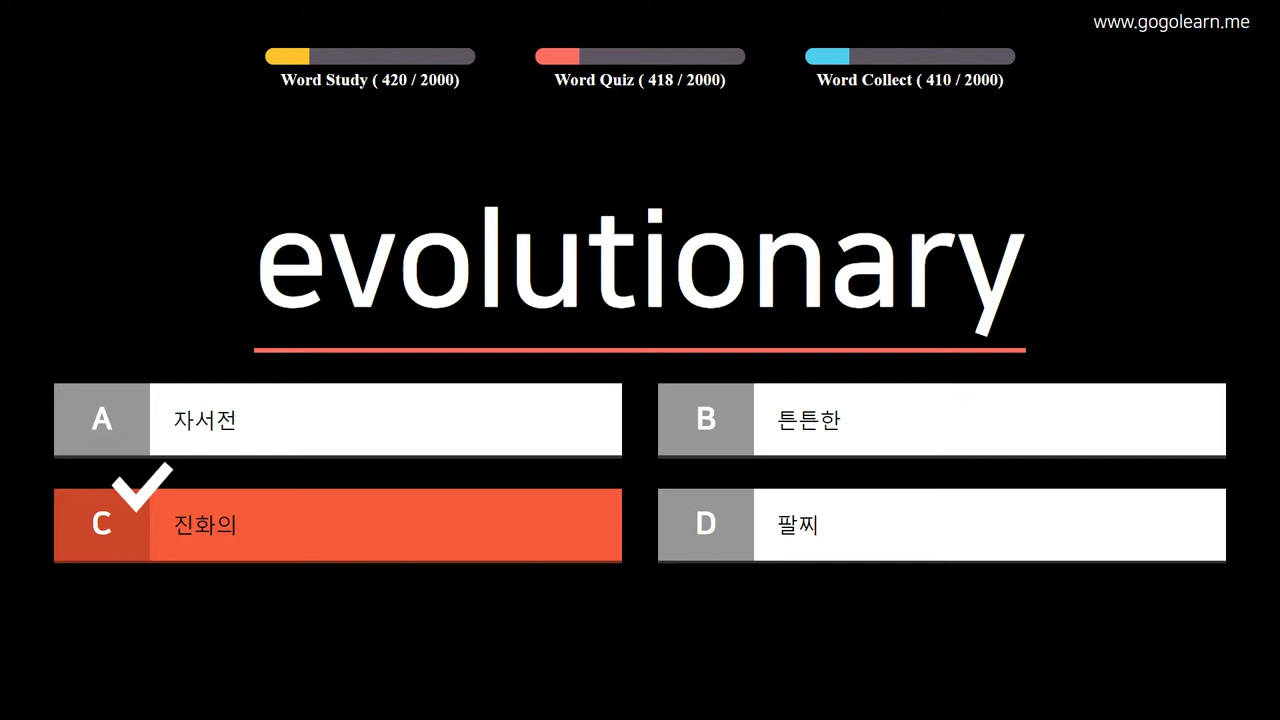 www.gogolearn.me
Word Study ( 420 / 2000)
Word Quiz ( 418 / 2000)
Word Collect ( 410 / 2000)
evolutionary
A 자서전
B 튼튼한
C 진화의
D 팔찌